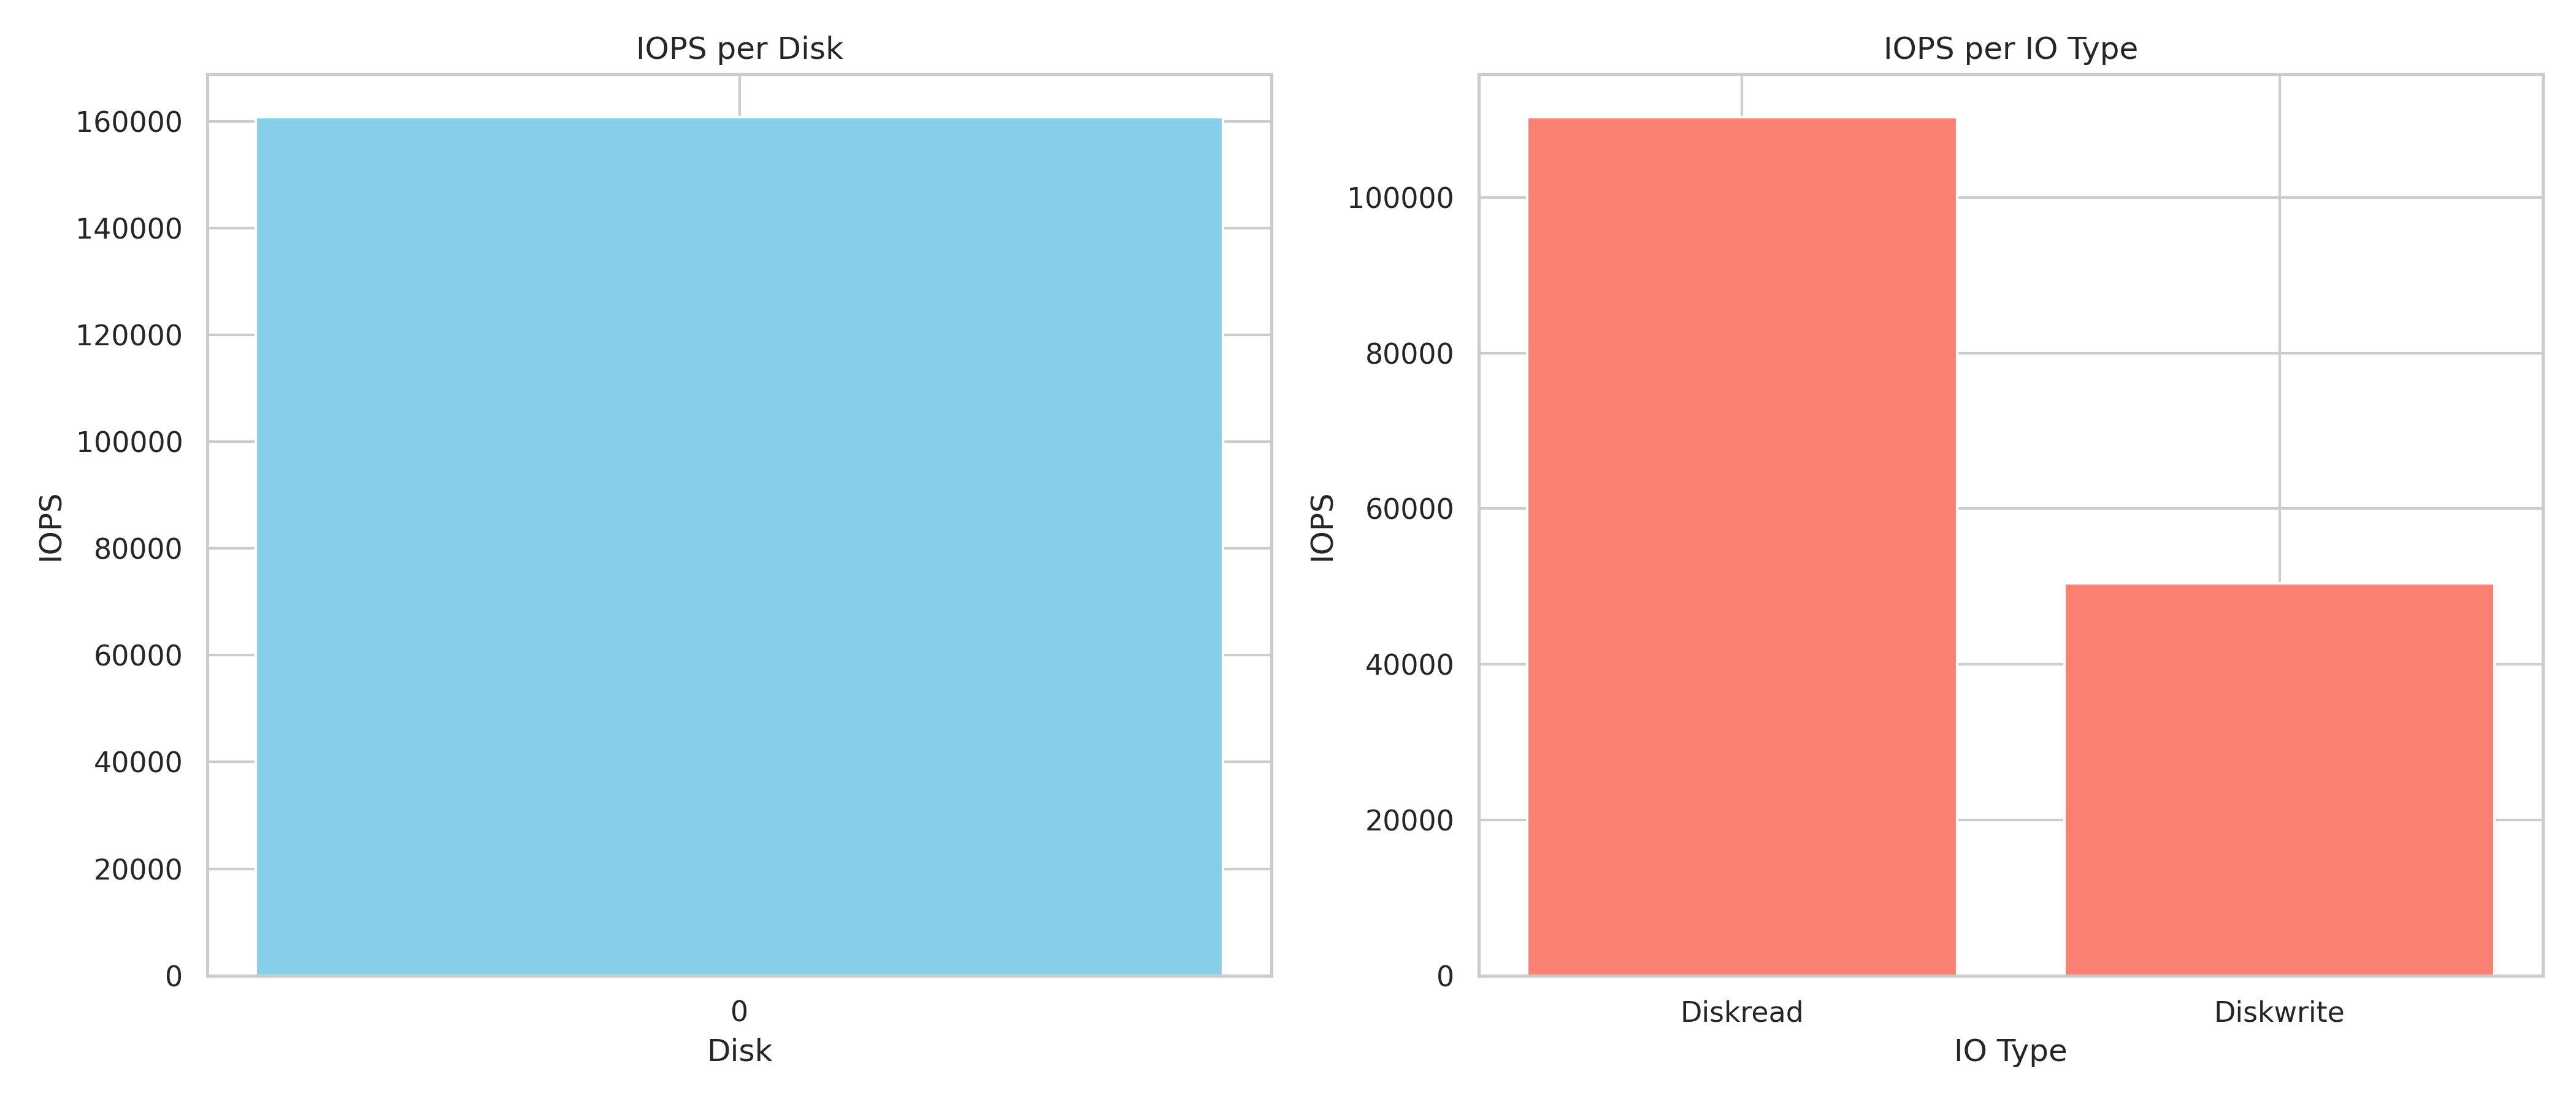 IOPS per Disk
IOPS
160000
140000
120000
100000
80000
60000
40000
20000
0
0
Disk
IOPS per IO Type
IOPS
100000
80000
60000
40000
20000
0
Diskread Diskwrite
IO Type